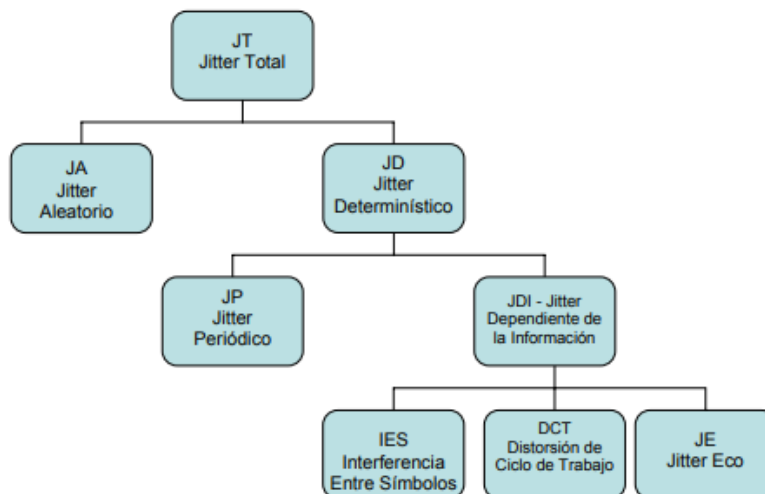 JT
Jitter Total
JA
Jitter
Aleatorio
JD
Jitter
Determinístico
JP
Jitter
Periódico
JDI - Jitter
Dependiente de
la Información
IES
Interferencia
Entre Símbolos
DCT
Distorsión de
Ciclo de Trabajo
JE
Jitter Eco